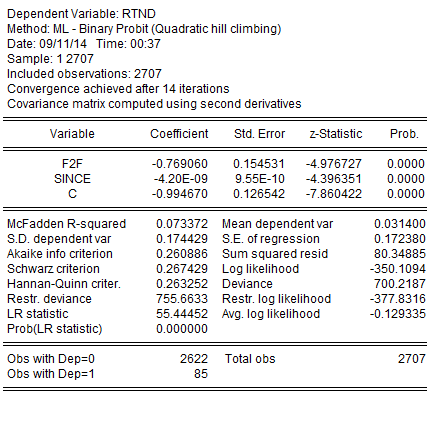 Dependent Variable: RTND
Method: ML - Binary Probit (Quadratic hill climbing)
Date: 09/11/14 Time: 00:37
Sample: 1 2707
Included observations: 2707
Convergence achieved after 14 iterations
Covariance matrix computed using second derivatives
Variable Coefficient Std. Error z-Statistic Prob.
F2F -0.769060 0.154531 -4.976727 0.0000
SINCE -4.20E-09 9.55E-10 -4.396351 0.0000
C -0.994670 0.126542 -7.860422 0.0000
McFadden R-squared 0.073372 Mean dependent var 0.031400
S.D. dependent var 0.174429 S.E. of regression 0.172380
Akaike info criterion 0.260886 Sum squared resid 80.34885
Schwarz criterion 0.267429 Log likelihood -350.1094
Hannan-Quinn criter. 0.263252 Deviance 700.2187
Restr. deviance 755.6633 Restr. log likelihood -377.8316
LR statistic 55.44452 Avg. log likelihood -0.129335
Prob(LR statistic) 0.000000
Obs with Dep=0 2622 Total obs 2707
Obs with Dep=1 85